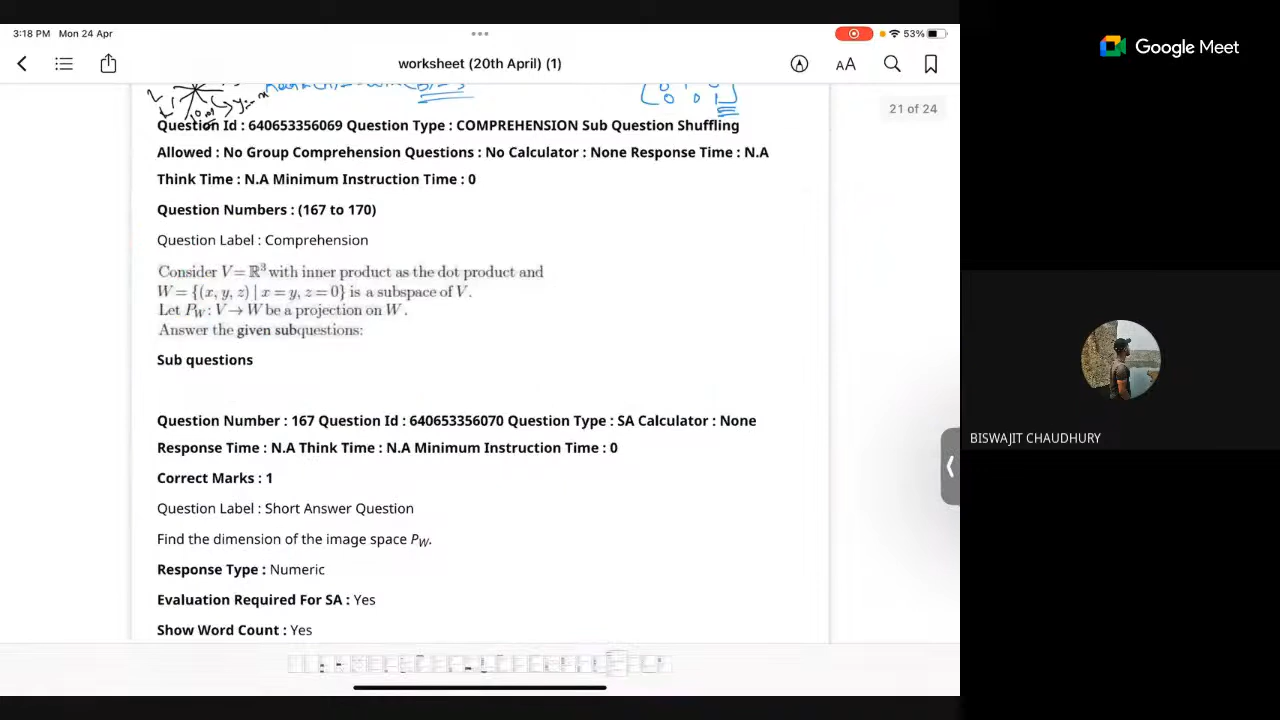 3:18 PM Mon 24 Apr
53%
worksheet (20th April) (1)
AA
Google Meet
21 of 24
Question Id : 640653356069 Question Type : COMPREHENSION Sub Question Shuffling
Allowed : No Group Comprehension Questions : No Calculator : None Response Time : N.A
Think Time : N.A Minimum Instruction Time : 0
Question Numbers : (167 to 170)
Question Label : Comprehension
Consider V = ℝ³ with inner product as the dot product and
W = {(x, y, z) | x = y, z = 0} is a subspace of V.
Let P_W : V → W be a projection on W.
Answer the given subquestions:
Sub questions
Question Number : 167 Question Id : 640653356070 Question Type : SA Calculator : None
Response Time : N.A Think Time : N.A Minimum Instruction Time : 0
Correct Marks : 1
Question Label : Short Answer Question
Find the dimension of the image space P_W.
Response Type : Numeric
Evaluation Required For SA : Yes
Show Word Count : Yes
BISWAJIT CHAUDHURY